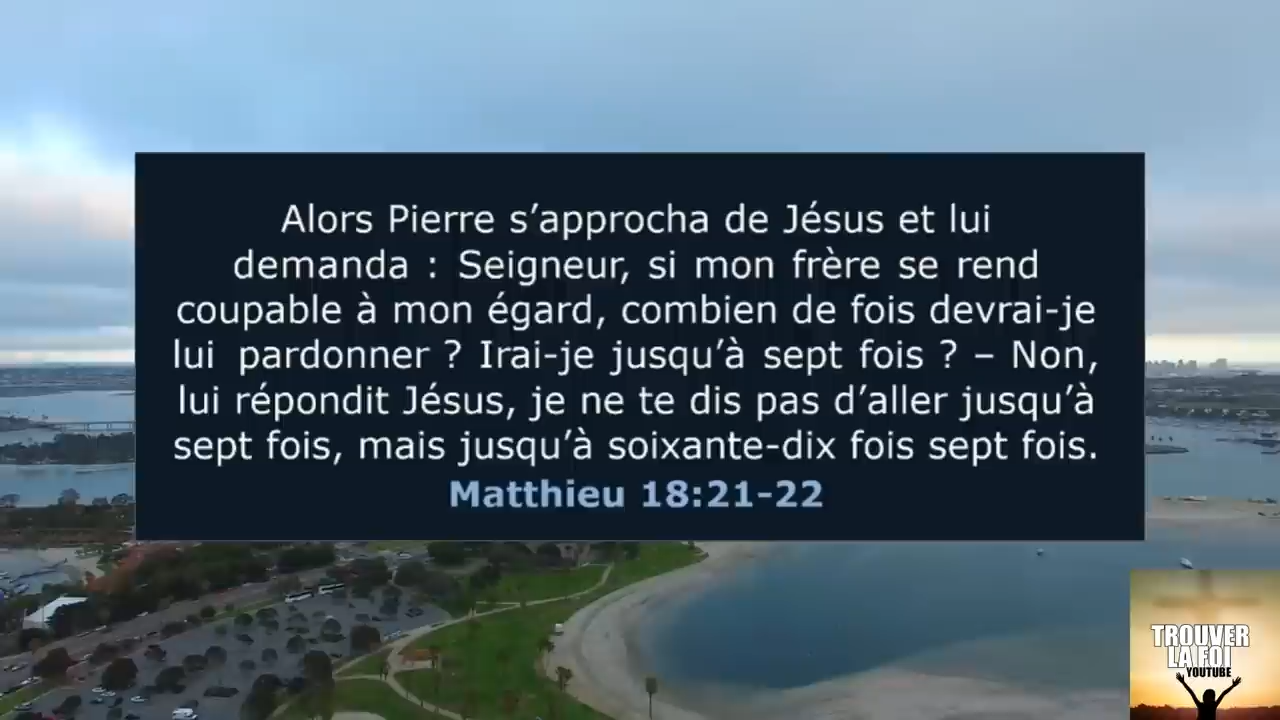 Alors Pierre s’approcha de Jésus et lui
demanda : Seigneur, si mon frère se rend
coupable à mon égard, combien de fois devrai-je
lui pardonner ? Irai-je jusqu’à sept fois ? – Non,
lui répondit Jésus, je ne te dis pas d’aller jusqu’à
sept fois, mais jusqu’à soixante-dix fois sept fois.
Matthieu 18:21-22
TROUVER
LA FOI
YOUTUBE